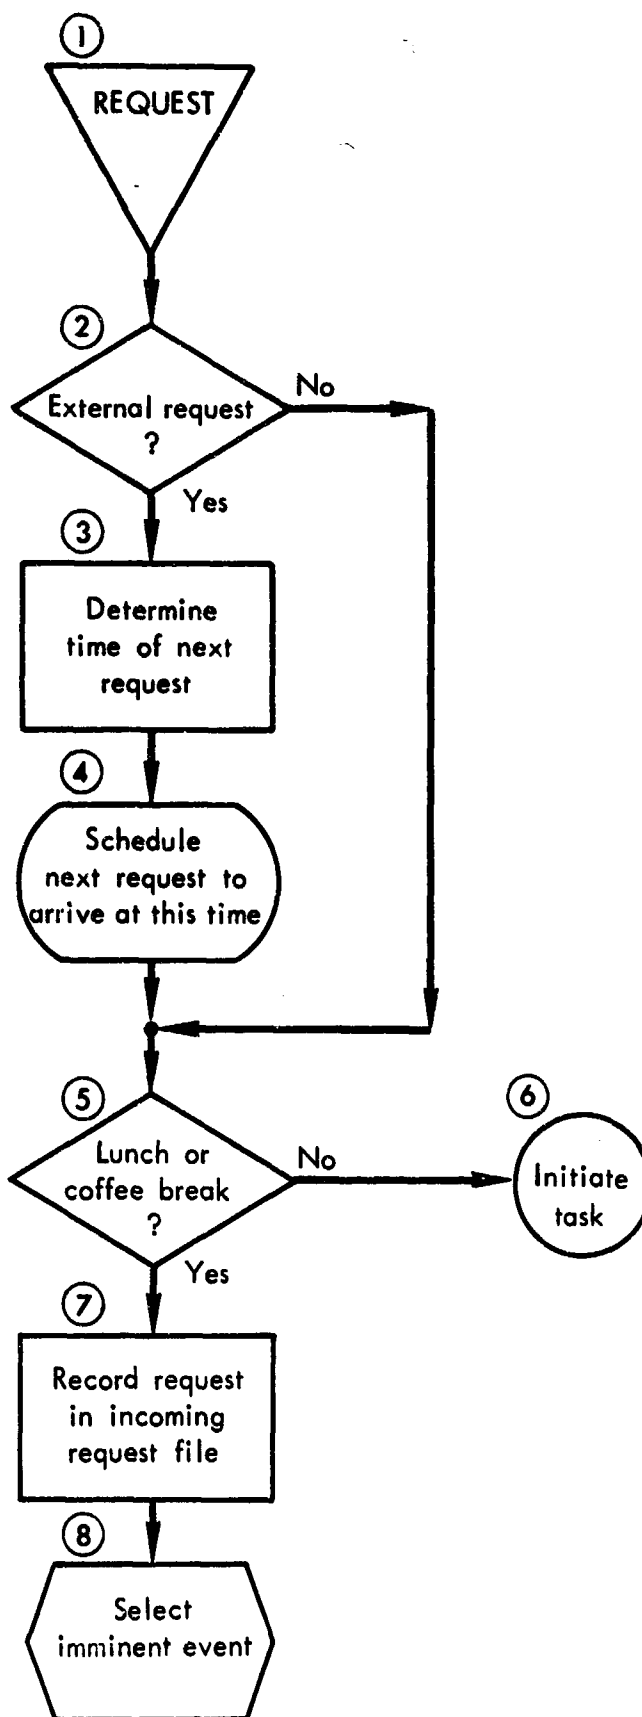 1
REQUEST
2
No
External request
?
Yes
3
Determine
time of next
request
4
Schedule
next request to
arrive at this time
5
6
Lunch or
coffee break
?
No
Initiate
task
Yes
7
Record request
in incoming
request file
8
Select
imminent event